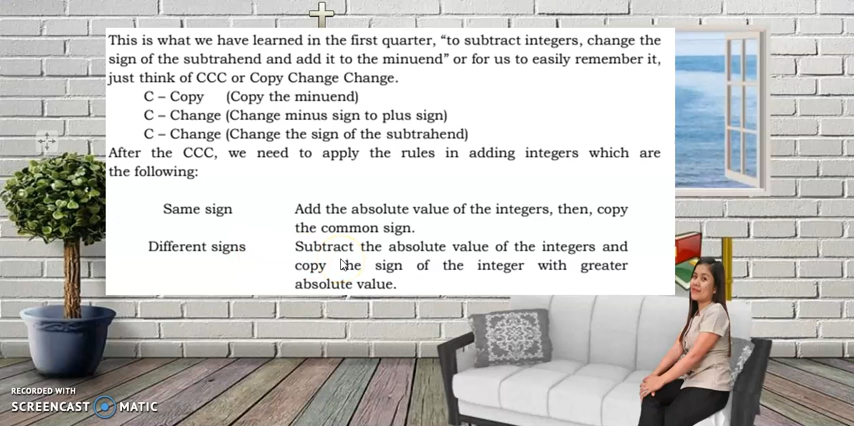 This is what we have learned in the first quarter, “to subtract integers, change the
sign of the subtrahend and add it to the minuend” or for us to easily remember it,
just think of CCC or Copy Change Change.
C – Copy (Copy the minuend)
C – Change (Change minus sign to plus sign)
C – Change (Change the sign of the subtrahend)
After the CCC, we need to apply the rules in adding integers which are
the following:
Same sign Add the absolute value of the integers, then, copy
the common sign.
Different signs Subtract the absolute value of the integers and
copy the sign of the integer with greater
absolute value.
RECORDED WITH
SCREENCAST MATIC